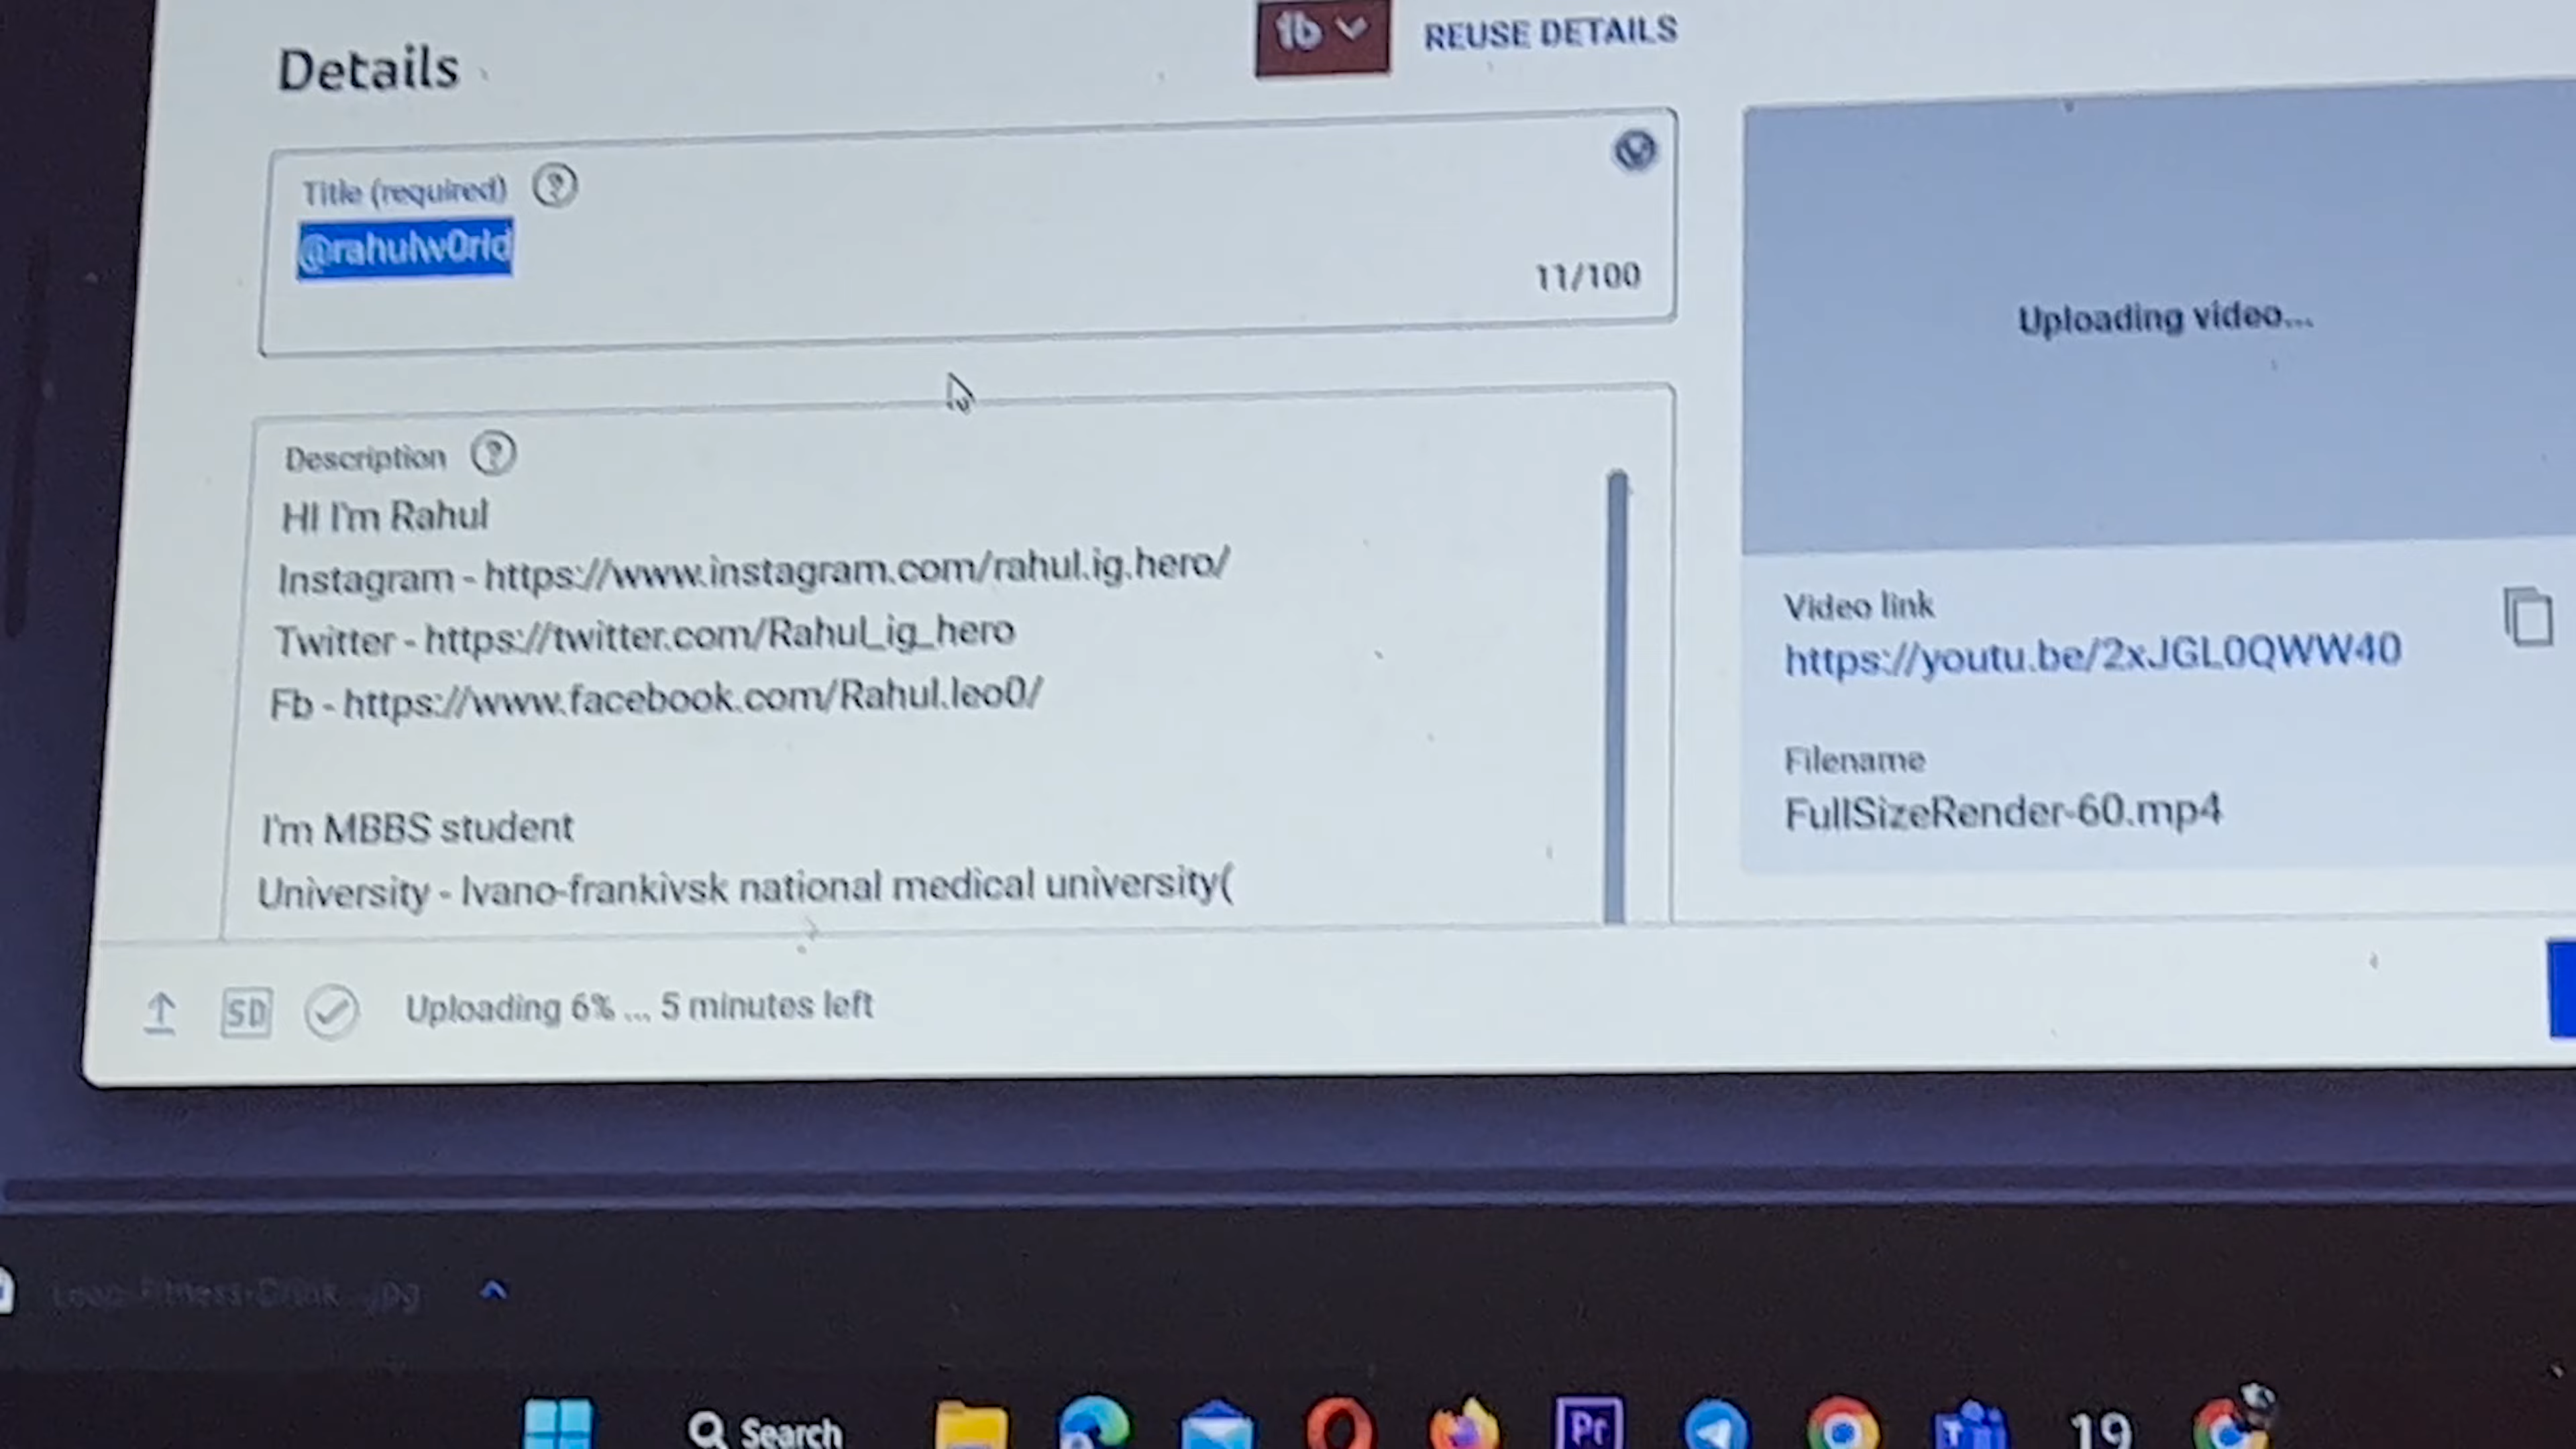 tb
REUSE DETAILS
Details
Title (required)
@rahulw0rld
11/100
Uploading video...
Description
HI I'm Rahul
Instagram - https://www.instagram.com/rahul.ig.hero/
Twitter - https://twitter.com/Rahul_ig_hero
Fb - https://www.facebook.com/Rahul.leo0/
I'm MBBS student
University - Ivano-frankivsk national medical university(
Video link
https://youtu.be/2xJGL0QWW40
Filename
FullSizeRender-60.mp4
SD
Uploading 6% ... 5 minutes left
Search
Pr
T
19